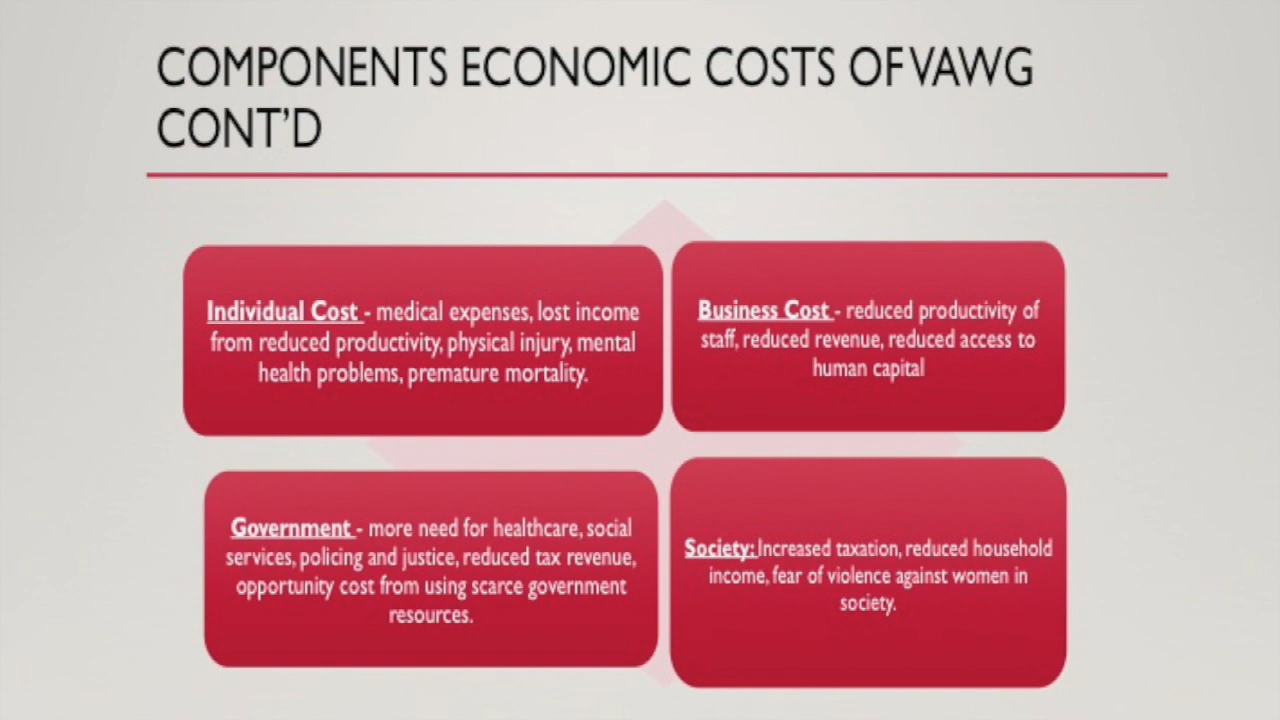 COMPONENTS ECONOMIC COSTS OF VAWG
CONT'D
Individual Cost - medical expenses, lost income
from reduced productivity, physical injury, mental
health problems, premature mortality.
Business Cost - reduced productivity of
staff, reduced revenue, reduced access to
human capital
Government - more need for healthcare, social
services, policing and justice, reduced tax revenue,
opportunity cost from using scarce government
resources.
Society: Increased taxation, reduced household
income, fear of violence against women in
society.